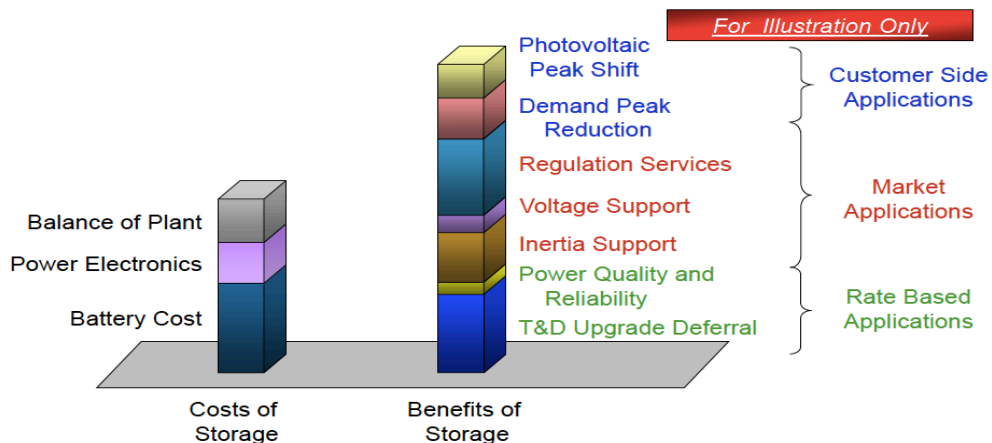 For Illustration Only
Photovoltaic
Peak Shift
Demand Peak
Reduction
Regulation Services
Voltage Support
Inertia Support
Power Quality and
Reliability
T&D Upgrade Deferral
Customer Side
Applications
Market
Applications
Rate Based
Applications
Balance of Plant
Power Electronics
Battery Cost
Costs of
Storage
Benefits of
Storage